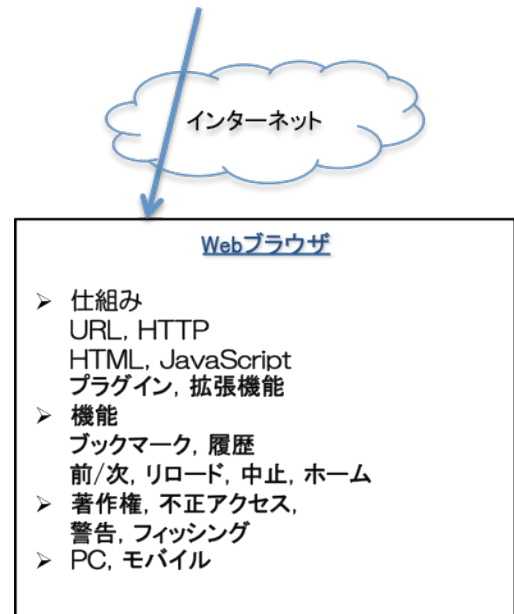 インターネット
Webブラウザ
➢ 仕組み
URL, HTTP
HTML, JavaScript
プラグイン, 拡張機能
➢ 機能
ブックマーク, 履歴
前/次, リロード, 中止, ホーム
➢ 著作権, 不正アクセス,
警告, フィッシング
➢ PC, モバイル